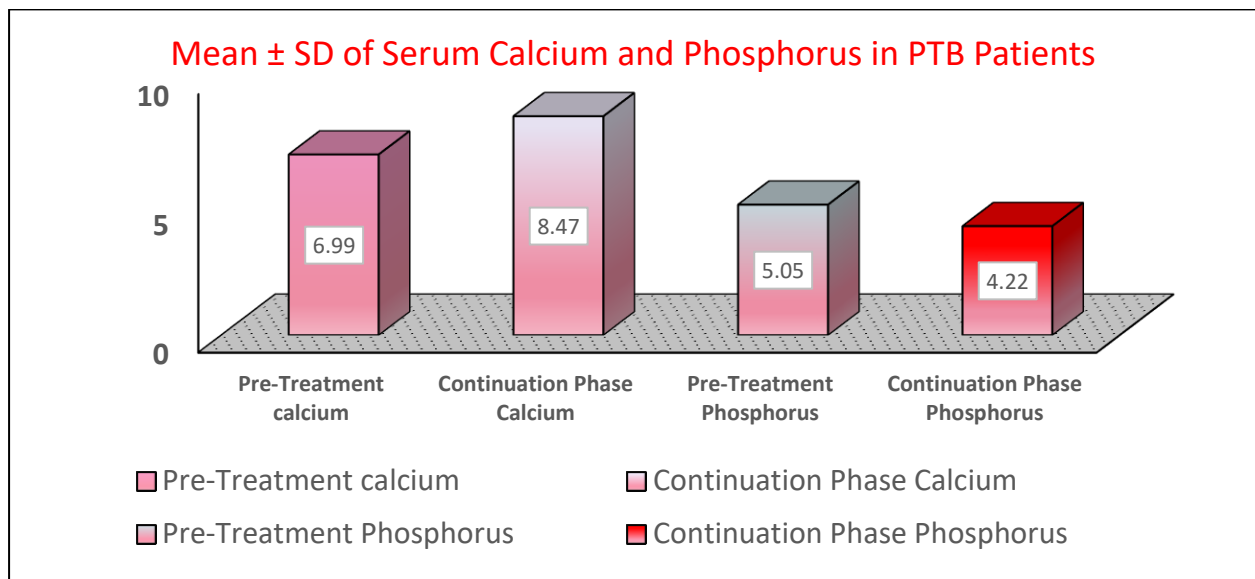 Mean ± SD of Serum Calcium and Phosphorus in PTB Patients
10
5
0
6.99
8.47
5.05
4.22
Pre-Treatment calcium
Continuation Phase Calcium
Pre-Treatment Phosphorus
Continuation Phase Phosphorus
Pre-Treatment calcium
Continuation Phase Calcium
Pre-Treatment Phosphorus
Continuation Phase Phosphorus